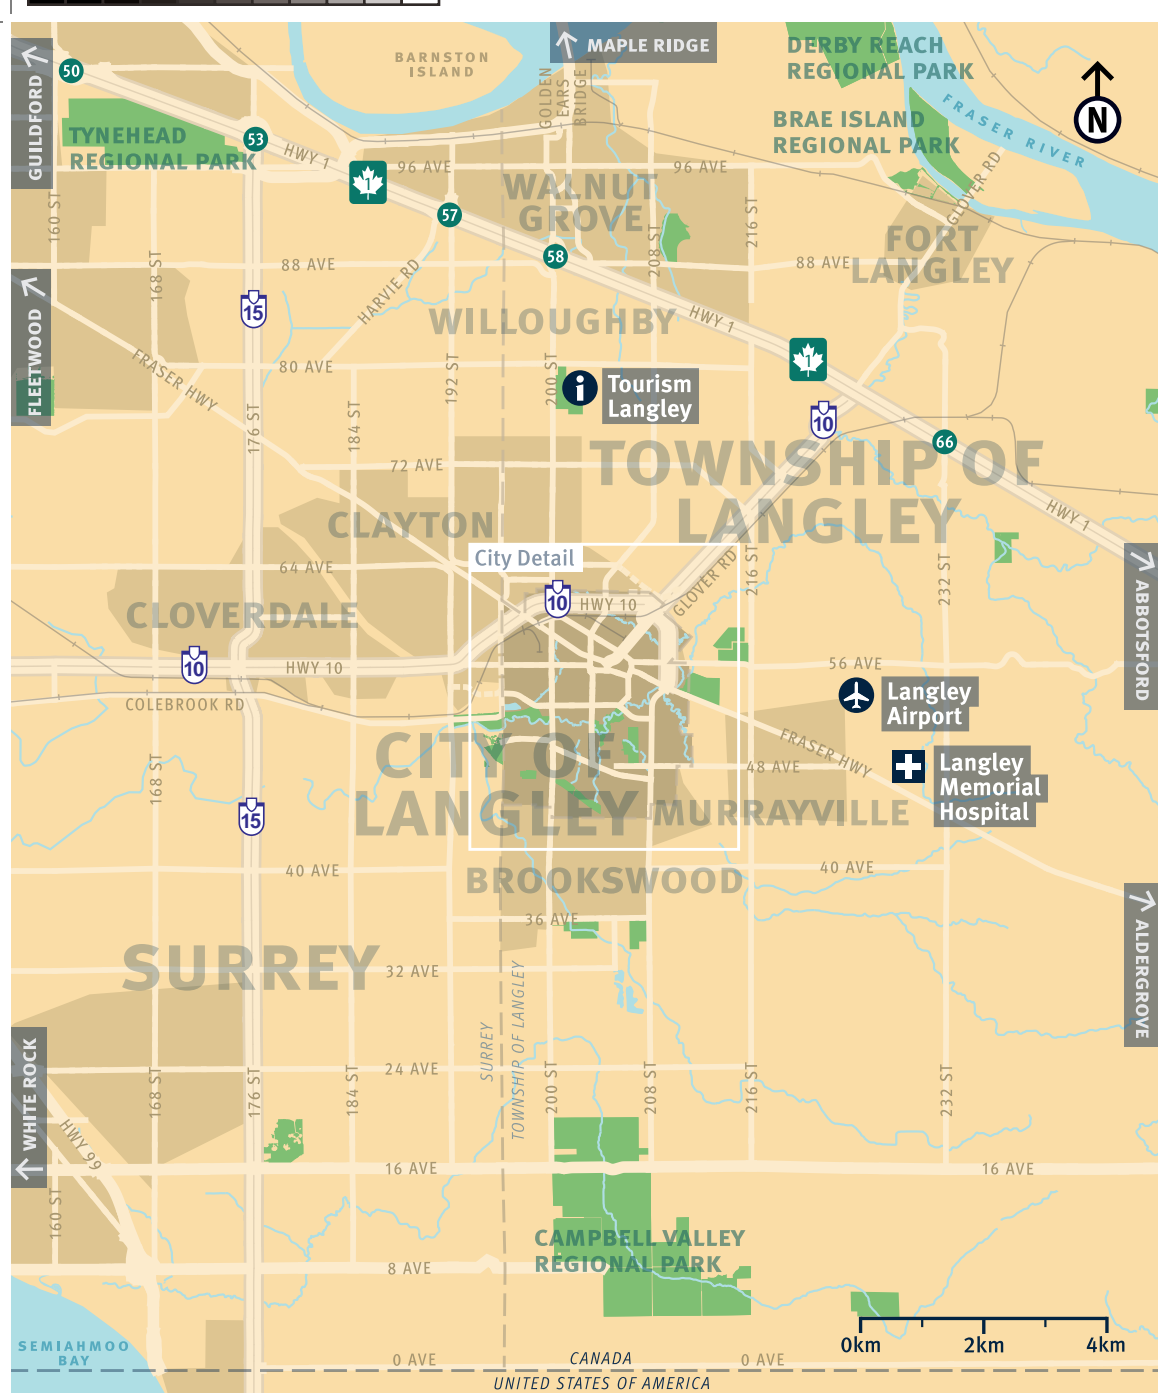 MAPLE RIDGE
BARNSTON
ISLAND
DERBY REACH
REGIONAL PARK
GUILDFORD
50
GOLDEN
EARS
BRIDGE
N
FRASER RIVER
BRAE ISLAND
REGIONAL PARK
TYNEHEAD
REGIONAL PARK
53
HWY 1
1
96 AVE
96 AVE
WALNUT
GROVE
GLOVER RD
57
160 ST
168 ST
208 ST
216 ST
FORT
LANGLEY
58
88 AVE
88 AVE
HARVIE RD
FLEETWOOD
15
WILLOUGHBY
HWY 1
FRASER HWY
80 AVE
192 ST
200 ST
1
Tourism
Langley
176 ST
184 ST
10
66
TOWNSHIP OF
LANGLEY
72 AVE
CLAYTON
HWY 1
City Detail
64 AVE
216 ST
232 ST
ABBOTSFORD
CLOVERDALE
10
HWY 10
GLOVER RD
10
HWY 10
56 AVE
COLEBROOK RD
Langley
Airport
FRASER HWY
CITY OF
LANGLEY
48 AVE
168 ST
Langley
Memorial
Hospital
15
MURRAYVILLE
40 AVE
40 AVE
BROOKSWOOD
36 AVE
ALDERGROVE
SURREY
32 AVE
SURREY
TOWNSHIP OF LANGLEY
WHITE ROCK
24 AVE
168 ST
176 ST
184 ST
200 ST
208 ST
216 ST
232 ST
HWY 99
16 AVE
16 AVE
160 ST
CAMPBELL VALLEY
REGIONAL PARK
8 AVE
0km
2km
4km
SEMIAHMOO
BAY
0 AVE
CANADA
0 AVE
UNITED STATES OF AMERICA